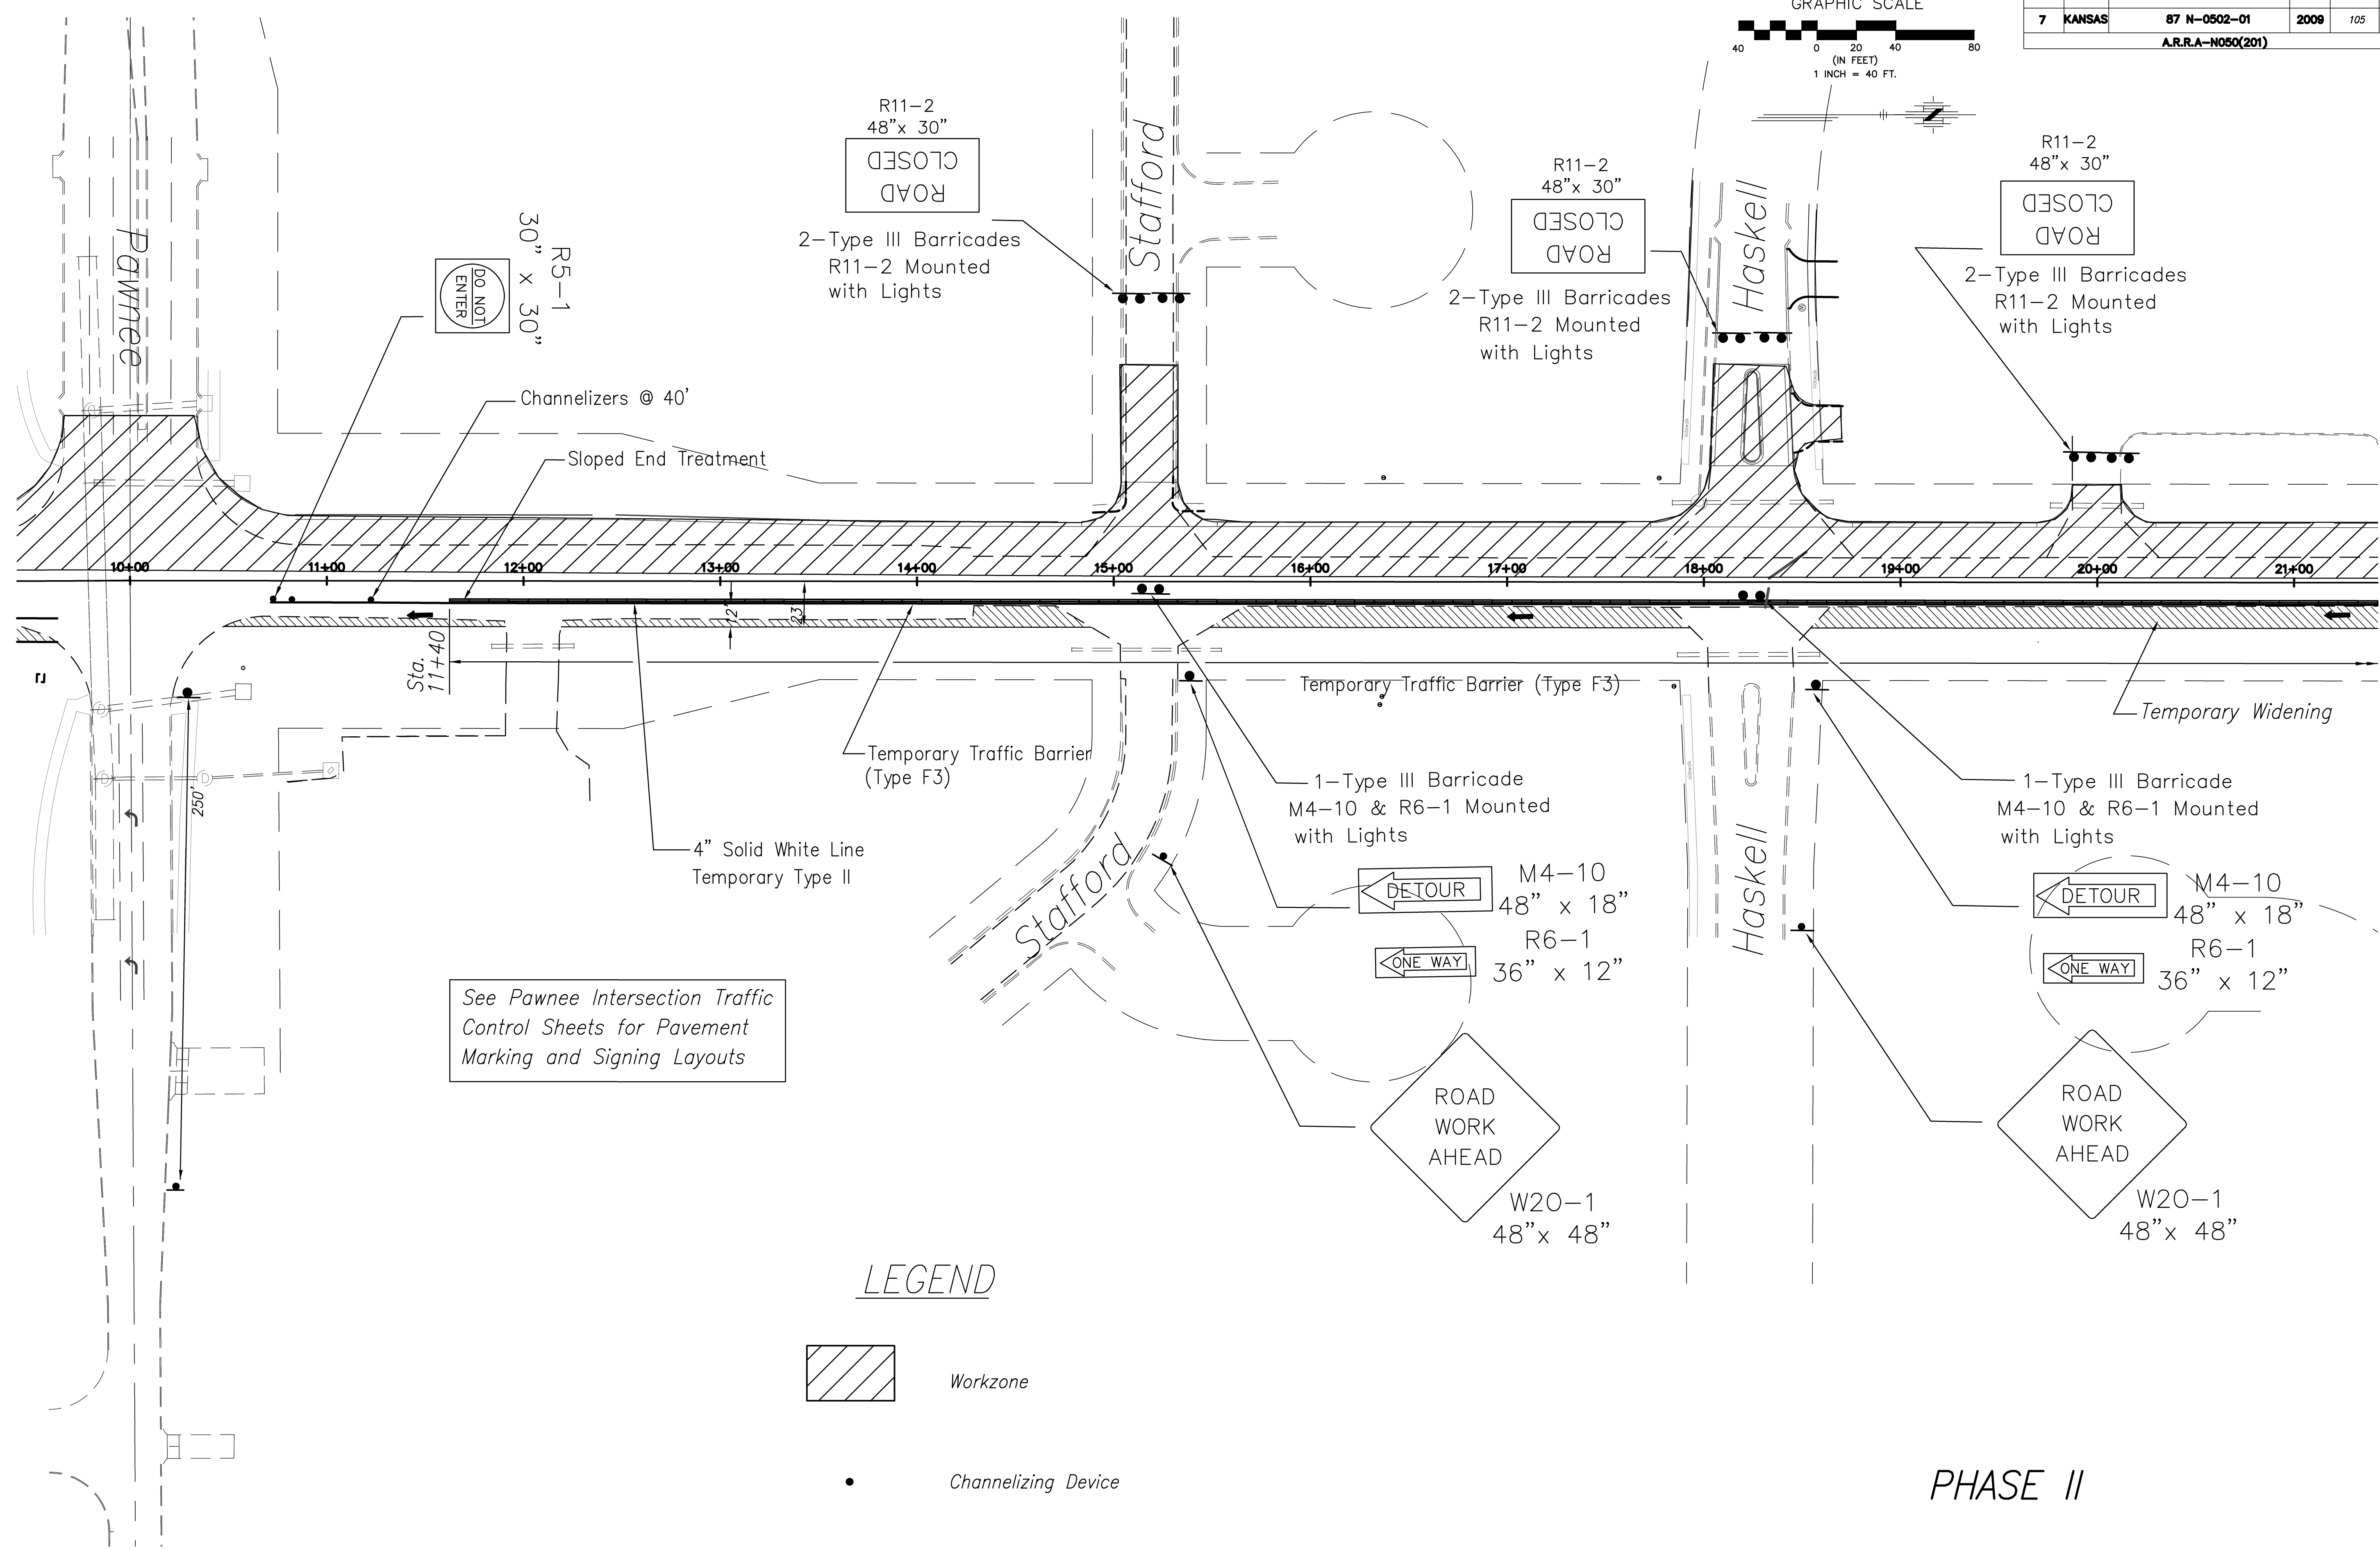 GRAPHIC SCALE
40 0 20 40 80
(IN FEET)
1 INCH = 40 FT.
7 KANSAS 87 N-0502-01 2009 105
A.R.R.A-N050(201)
Pawnee
R5-1
30" x 30"
DO NOT
ENTER
R11-2
48"x 30"
ROAD
CLOSED
2-Type III Barricades
R11-2 Mounted
with Lights
Stafford
R11-2
48"x 30"
ROAD
CLOSED
2-Type III Barricades
R11-2 Mounted
with Lights
Haskell
R11-2
48"x 30"
ROAD
CLOSED
2-Type III Barricades
R11-2 Mounted
with Lights
Channelizers @ 40'
Sloped End Treatment
10+00 11+00 12+00 13+00 14+00 15+00 16+00 17+00 18+00 19+00 20+00 21+00
12'
23'
Sta.
11+40
Temporary Traffic Barrier (Type F3)
Temporary Widening
250'
Temporary Traffic Barrier
(Type F3)
4" Solid White Line
Temporary Type II
1-Type III Barricade
M4-10 & R6-1 Mounted
with Lights
1-Type III Barricade
M4-10 & R6-1 Mounted
with Lights
Stafford
Haskell
DETOUR
M4-10
48" x 18"
ONE WAY
R6-1
36" x 12"
DETOUR
M4-10
48" x 18"
ONE WAY
R6-1
36" x 12"
See Pawnee Intersection Traffic
Control Sheets for Pavement
Marking and Signing Layouts
ROAD
WORK
AHEAD
W20-1
48"x 48"
ROAD
WORK
AHEAD
W20-1
48"x 48"
LEGEND
Workzone
Channelizing Device
PHASE II